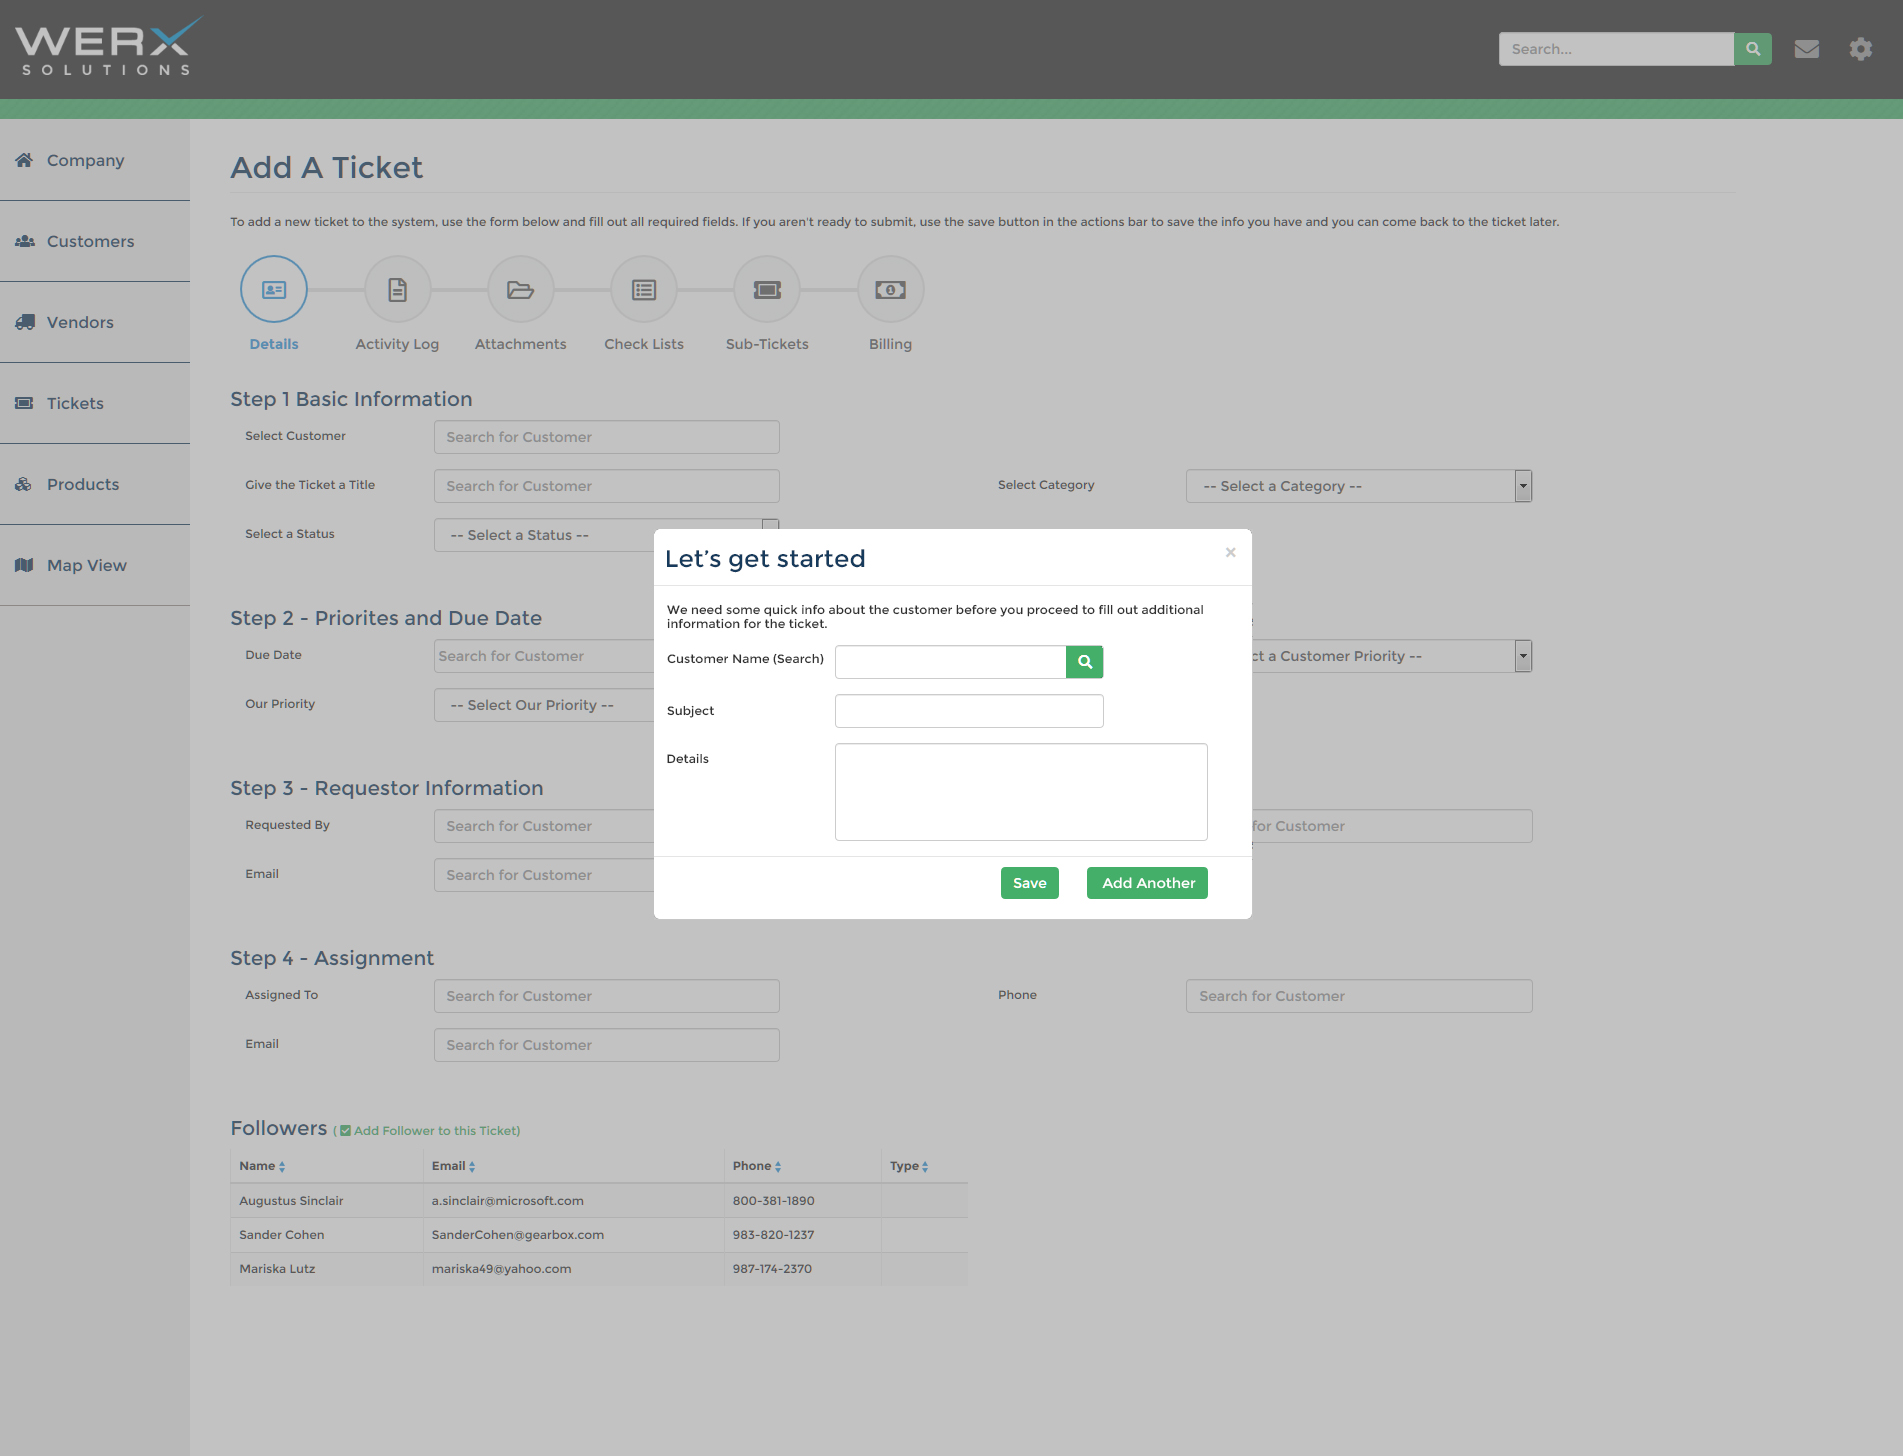 WERX
SOLUTIONS
Search...
Company
Customers
Vendors
Tickets
Products
Map View
Add A Ticket
To add a new ticket to the system, use the form below and fill out all required fields. If you aren't ready to submit, use the save button in the actions bar to save the info you have and you can come back to the ticket later.
Details
Activity Log
Attachments
Check Lists
Sub-Tickets
Billing
Step 1 Basic Information
Select Customer
Search for Customer
Give the Ticket a Title
Search for Customer
Select Category
-- Select a Category --
Select a Status
-- Select a Status --
Let's get started
×
We need some quick info about the customer before you proceed to fill out additional
information for the ticket.
Customer Name (Search)
Subject
Details
Save
Add Another
Step 2 - Priorites and Due Date
Due Date
Search for Customer
ct a Customer Priority --
Our Priority
-- Select Our Priority --
Step 3 - Requestor Information
Requested By
Search for Customer
for Customer
Email
Search for Customer
Step 4 - Assignment
Assigned To
Search for Customer
Phone
Search for Customer
Email
Search for Customer
Followers ( Add Follower to this Ticket)
Name Email Phone Type
Augustus Sinclair a.sinclair@microsoft.com 800-381-1890
Sander Cohen SanderCohen@gearbox.com 983-820-1237
Mariska Lutz mariska49@yahoo.com 987-174-2370